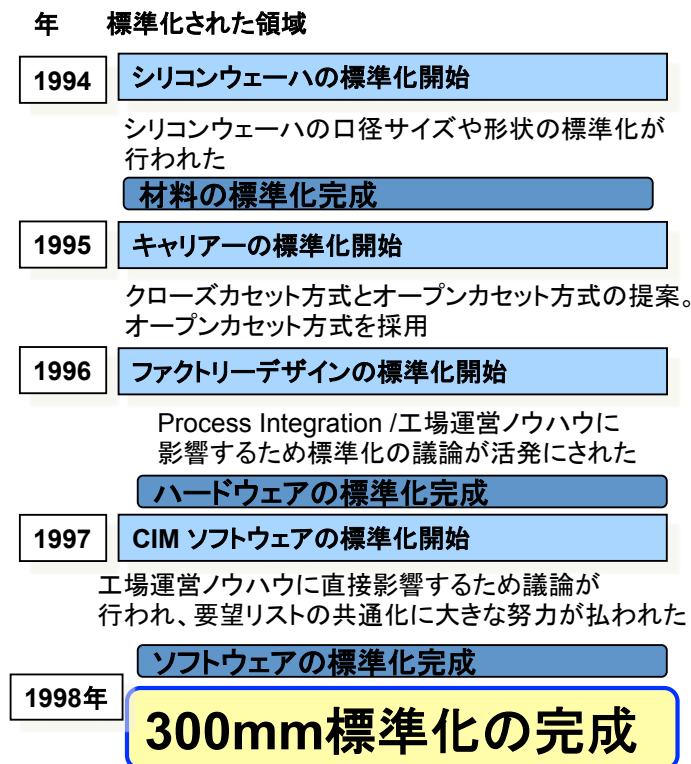 年 標準化された領域
1994 シリコンウェーハの標準化開始
シリコンウェーハの口径サイズや形状の標準化が
行われた
材料の標準化完成
1995 キャリアーの標準化開始
クローズカセット方式とオープンカセット方式の提案。
オープンカセット方式を採用
1996 ファクトリーデザインの標準化開始
Process Integration /工場運営ノウハウに
影響するため標準化の議論が活発にされた
ハードウェアの標準化完成
1997 CIM ソフトウェアの標準化開始
工場運営ノウハウに直接影響するため議論が
行われ、要望リストの共通化に大きな努力が払われた
ソフトウェアの標準化完成
1998年
300mm標準化の完成